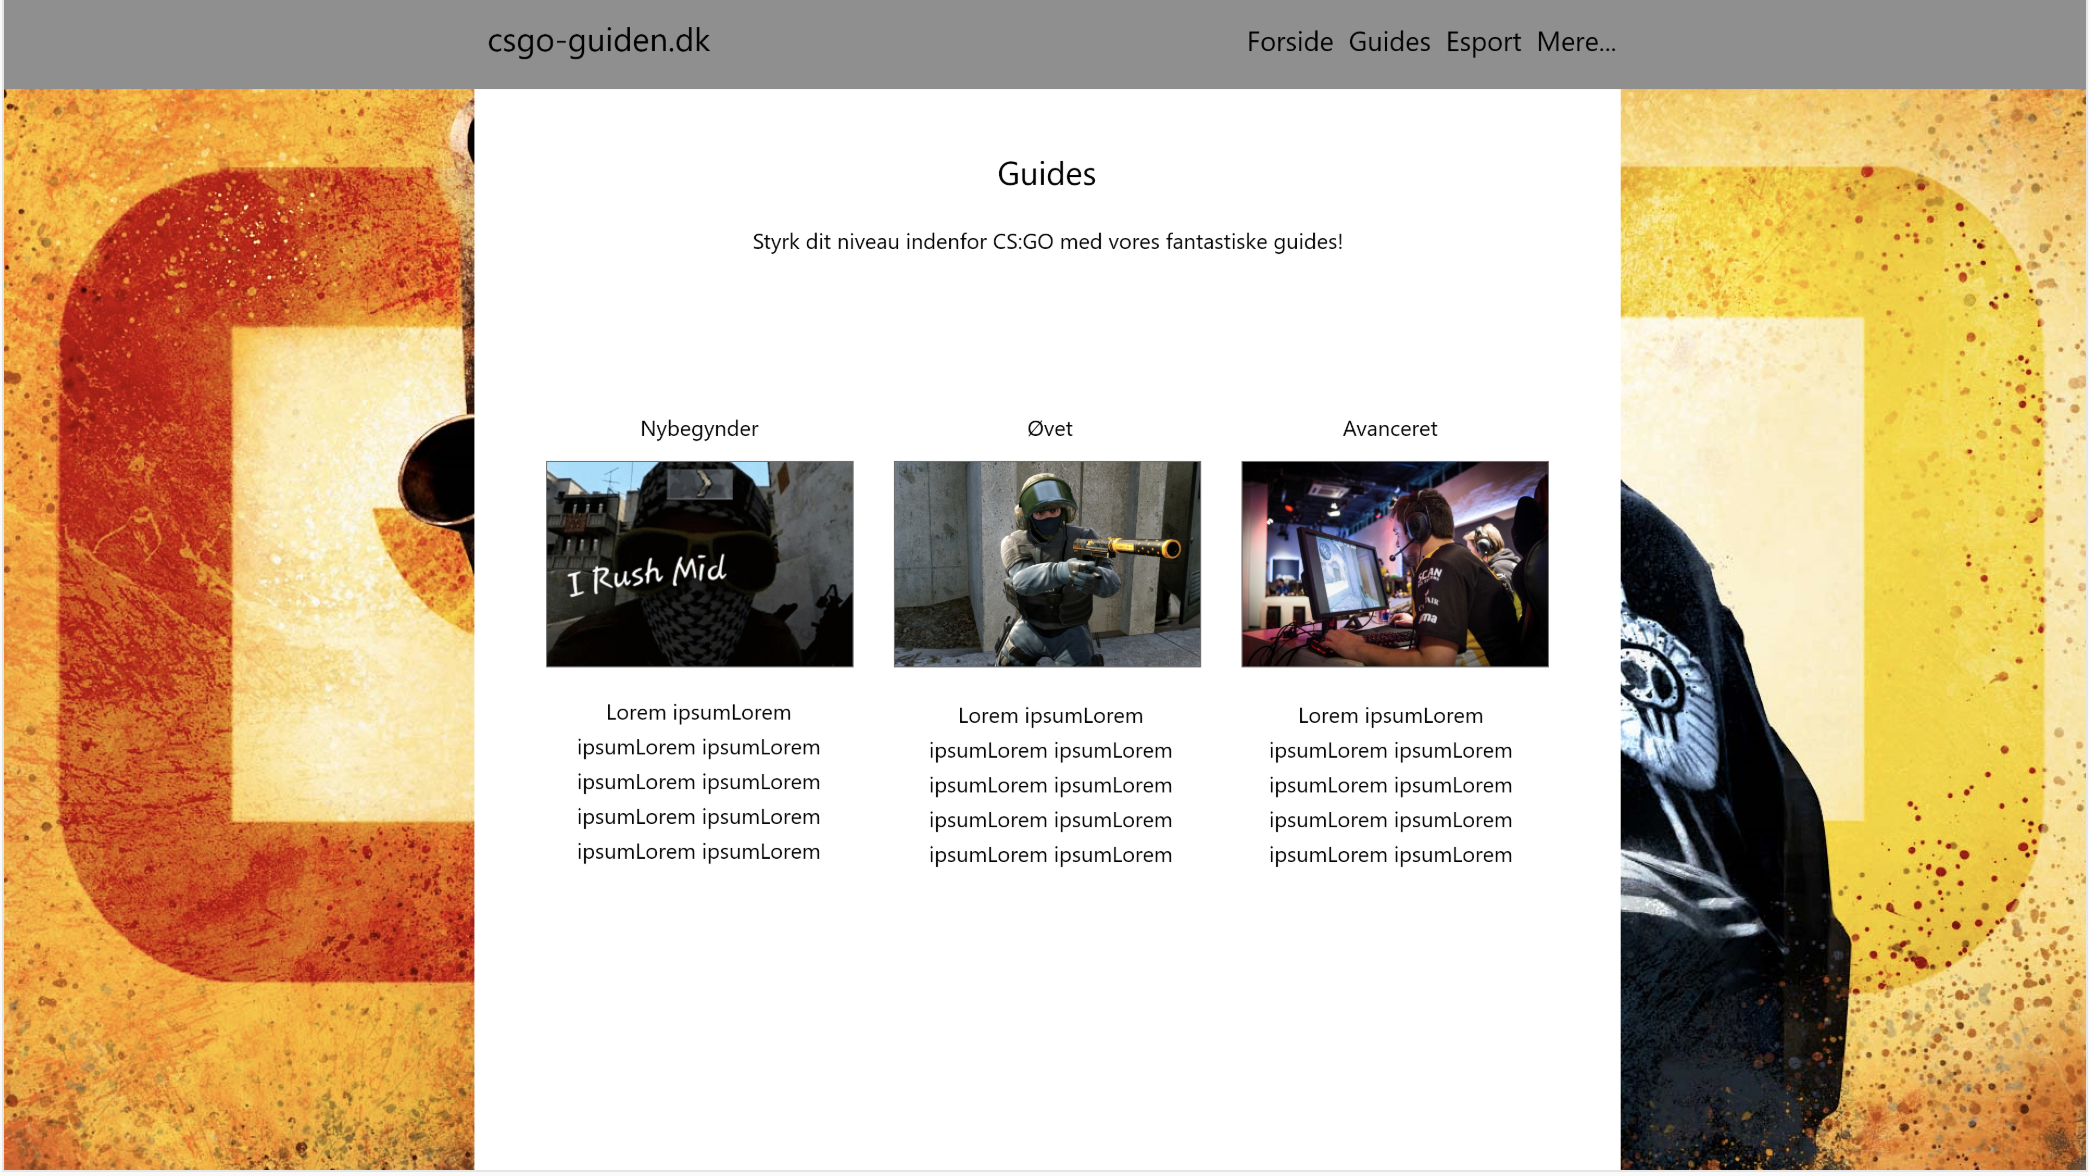 csgo-guiden.dk
Forside Guides Esport Mere...
Guides
Styrk dit niveau indenfor CS:GO med vores fantastiske guides!
Nybegynder
I Rush Mid
Lorem ipsumLorem
ipsumLorem ipsumLorem
ipsumLorem ipsumLorem
ipsumLorem ipsumLorem
ipsumLorem ipsumLorem
Øvet
Lorem ipsumLorem
ipsumLorem ipsumLorem
ipsumLorem ipsumLorem
ipsumLorem ipsumLorem
ipsumLorem ipsumLorem
Avanceret
SCAN
Lorem ipsumLorem
ipsumLorem ipsumLorem
ipsumLorem ipsumLorem
ipsumLorem ipsumLorem
ipsumLorem ipsumLorem